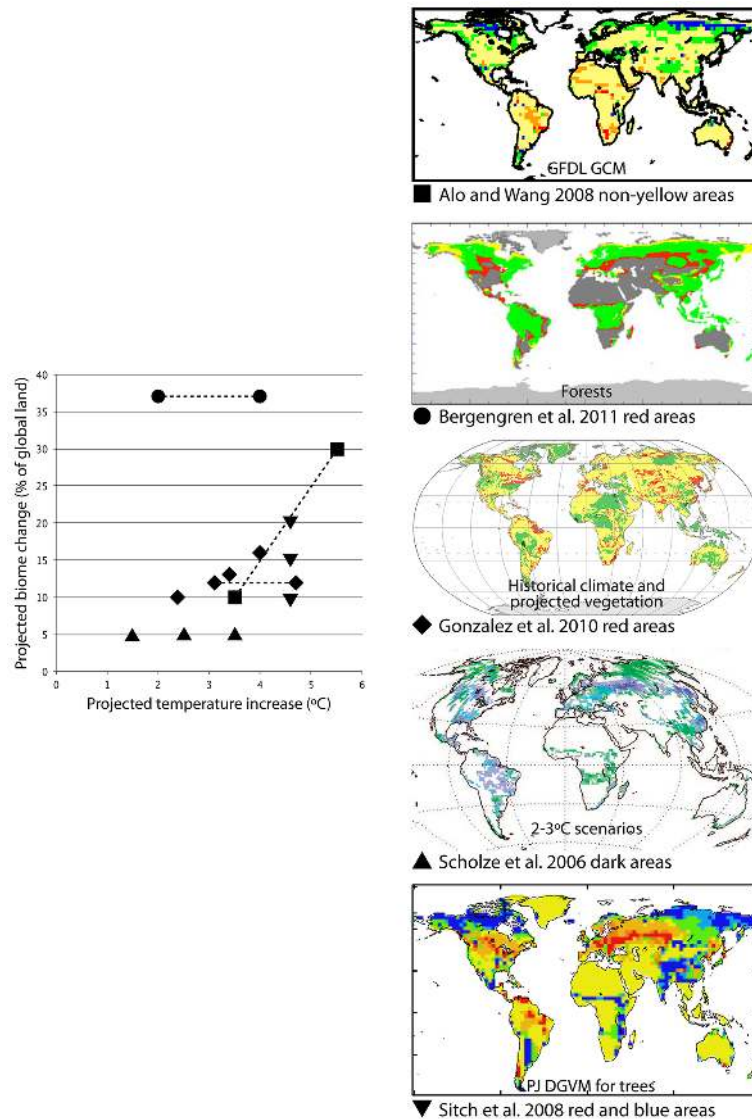 GFDL GCM
Alo and Wang 2008 non-yellow areas
Forests
Bergengren et al. 2011 red areas
Historical climate and
projected vegetation
Gonzalez et al. 2010 red areas
2-3ºC scenarios
Scholze et al. 2006 dark areas
LPJ DGVM for trees
Sitch et al. 2008 red and blue areas
Projected biome change (% of global land)
40
35
30
25
20
15
10
5
0
0 1 2 3 4 5 6
Projected temperature increase (ºC)